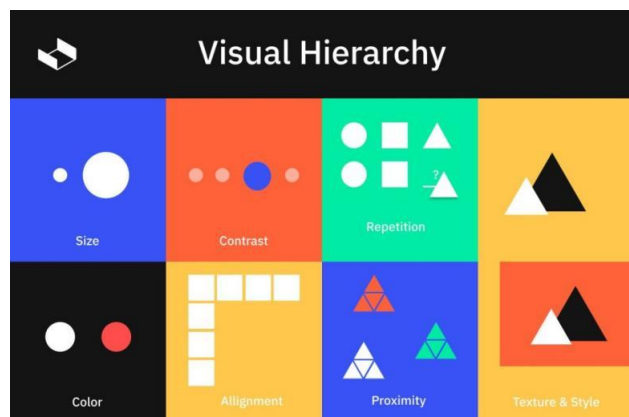 Visual Hierarchy
Size
Contrast
Repetition
?
Color
Allignment
Proximity
Texture & Style